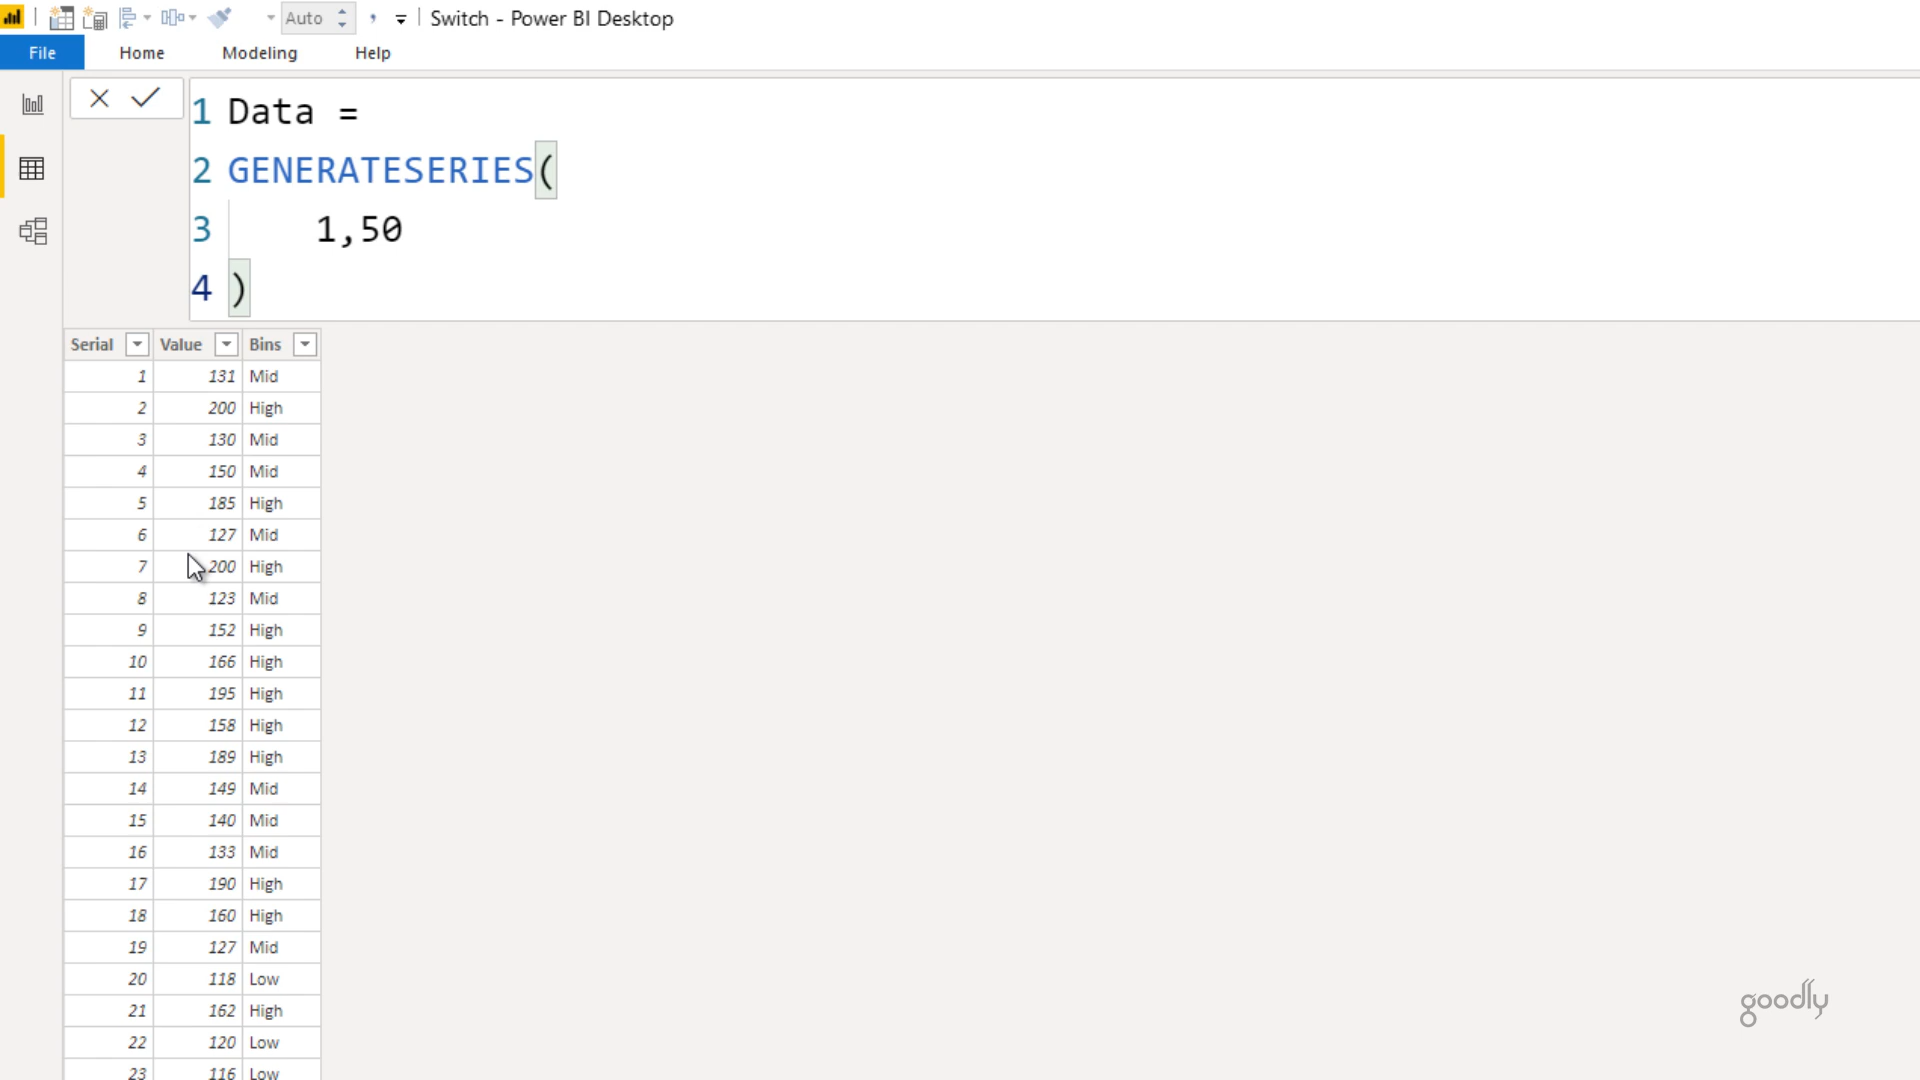 Auto
Switch - Power BI Desktop
File Home Modeling Help
1 Data =
2 GENERATESERIES(
3 1,50
4 )
Serial Value Bins
1 131 Mid
2 200 High
3 130 Mid
4 150 Mid
5 185 High
6 127 Mid
7 200 High
8 123 Mid
9 152 High
10 166 High
11 195 High
12 158 High
13 189 High
14 149 Mid
15 140 Mid
16 133 Mid
17 190 High
18 160 High
19 127 Mid
20 118 Low
21 162 High
22 120 Low
23 116 Low
goodly